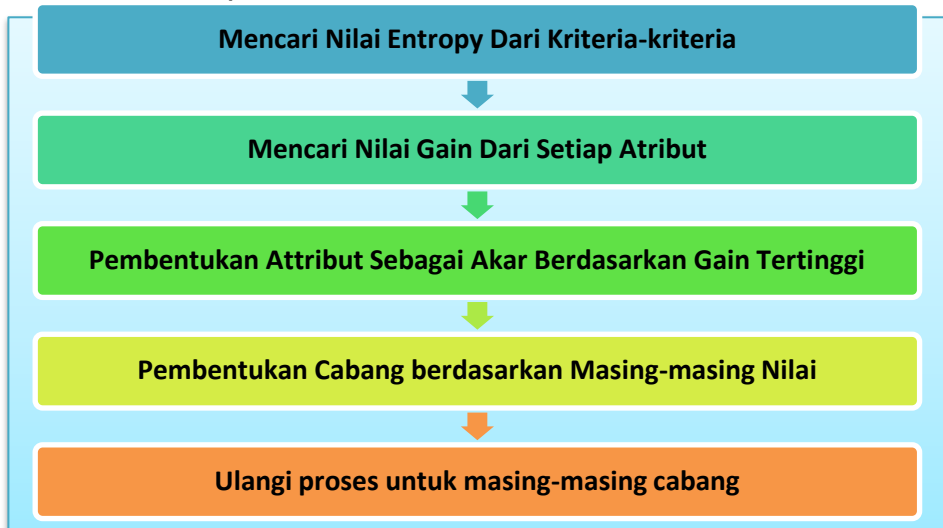 Mencari Nilai Entropy Dari Kriteria-kriteria
Mencari Nilai Gain Dari Setiap Atribut
Pembentukan Attribut Sebagai Akar Berdasarkan Gain Tertinggi
Pembentukan Cabang berdasarkan Masing-masing Nilai
Ulangi proses untuk masing-masing cabang